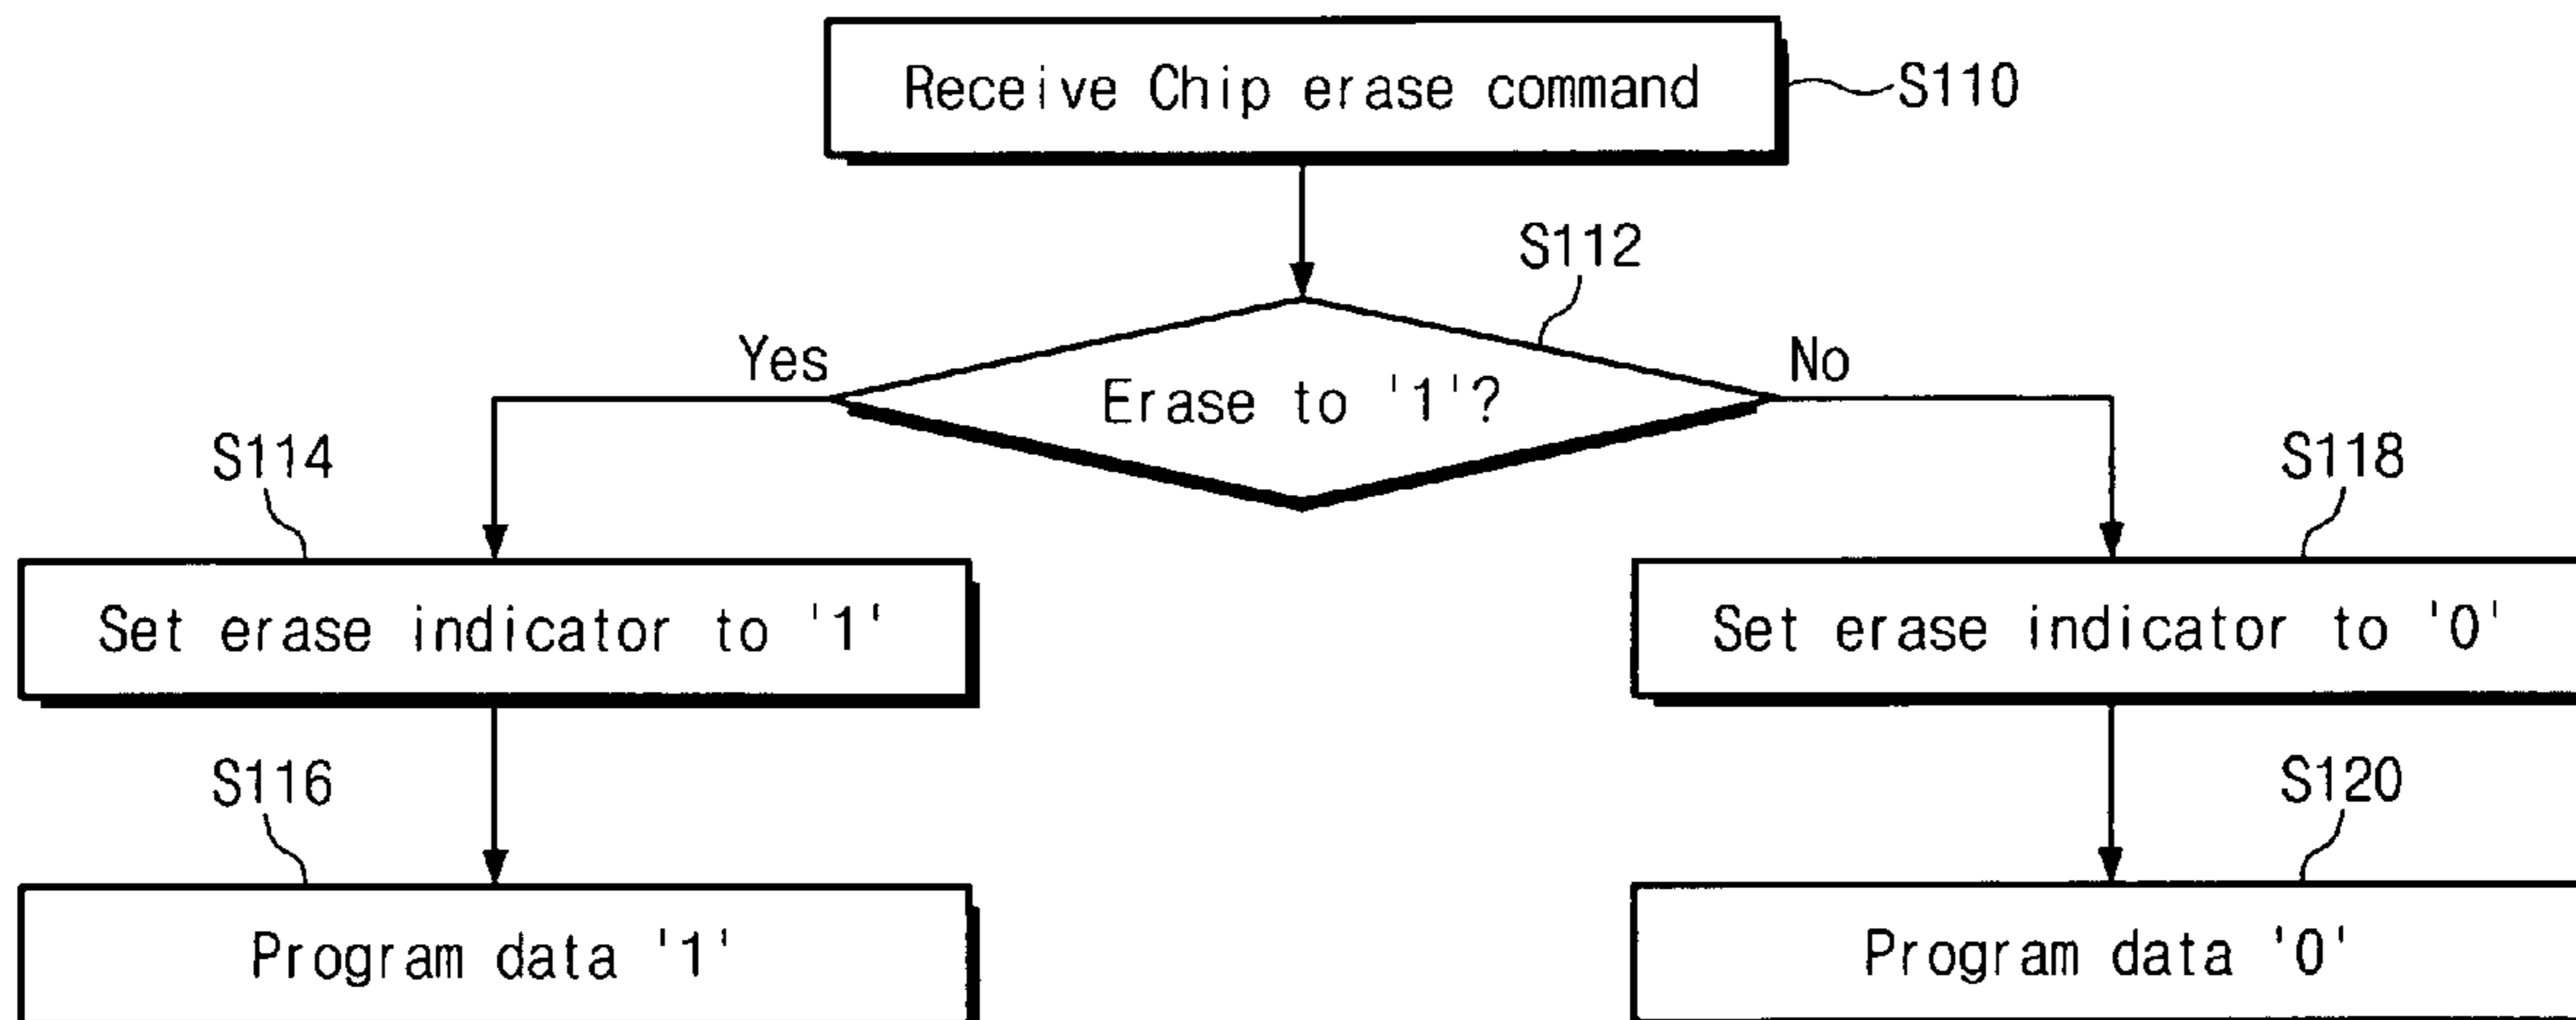 Receive Chip erase command
S110
S112
Yes
Erase to '1'?
No
S114
S118
Set erase indicator to '1'
Set erase indicator to '0'
S116
S120
Program data '1'
Program data '0'